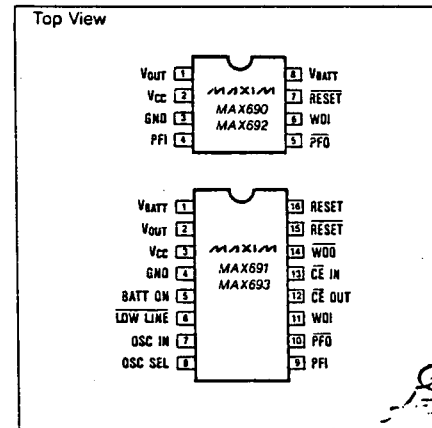 Top View
VOUT 1 8 VBATT
VCC 2 MAXIM 7 RESET
GND 3 MAX690 6 WDI
PFI 4 MAX692 5 PFO
VBATT 1 16 RESET
VOUT 2 15 RESET
VCC 3 MAXIM 14 WDO
GND 4 MAX691 13 CE IN
BATT ON 5 MAX693 12 CE OUT
LOW LINE 6 11 WDI
OSC IN 7 10 PFO
OSC SEL 8 9 PFI